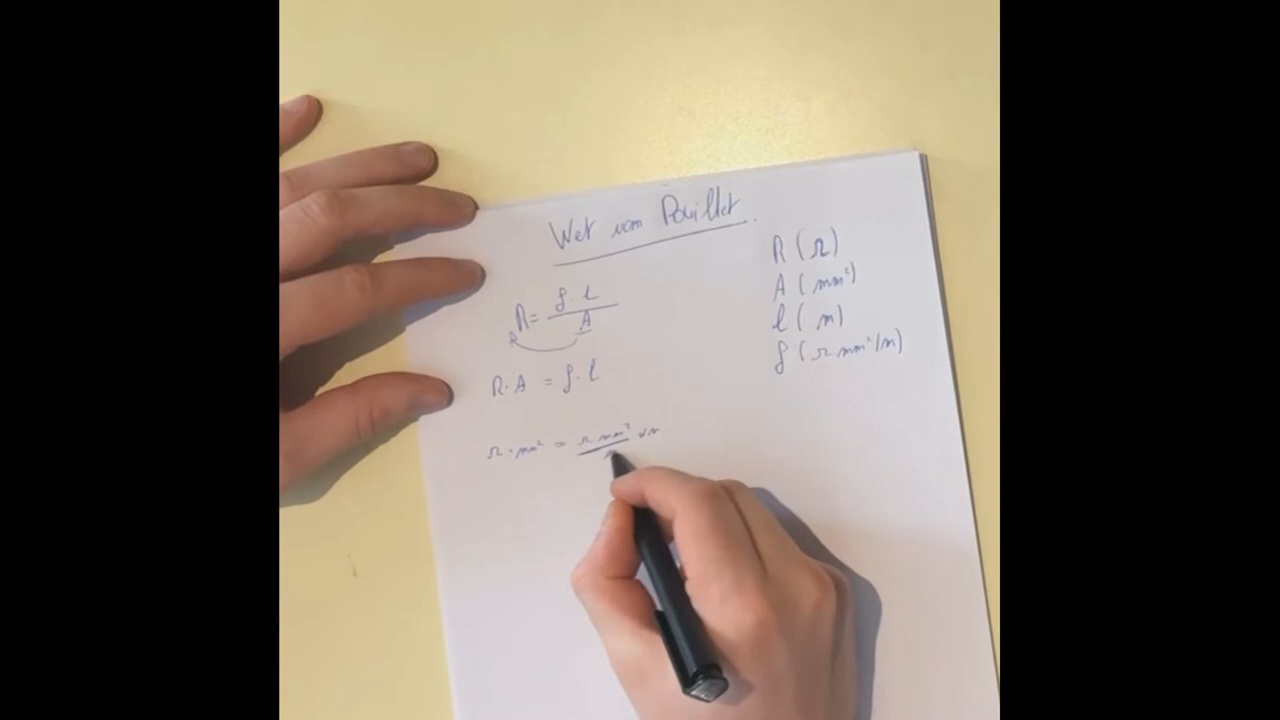 Wet van Pouillet.
R = ρ · l / A
R · A = ρ · l
Ω · mm² = Ω mm² / m * m
R (Ω)
A (mm²)
l (m)
ρ (Ω mm²/m)